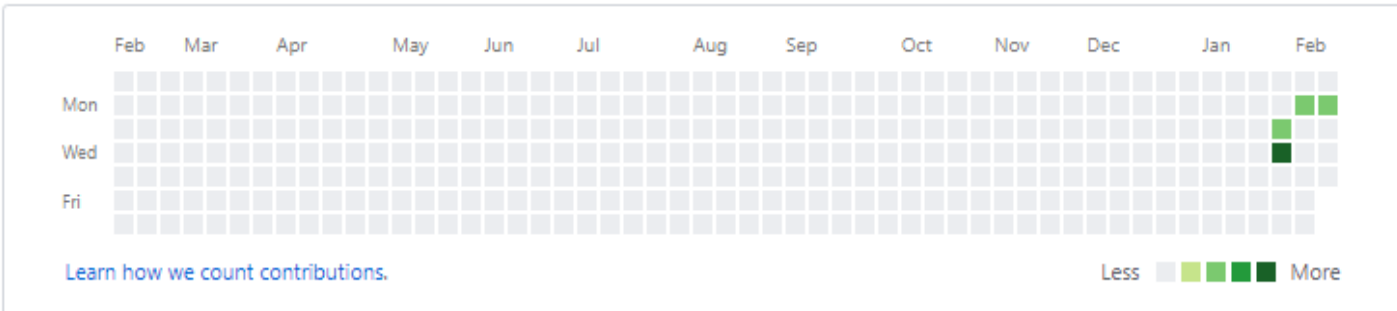 Feb Mar Apr May Jun Jul Aug Sep Oct Nov Dec Jan Feb
Mon
Wed
Fri
Learn how we count contributions.
Less More